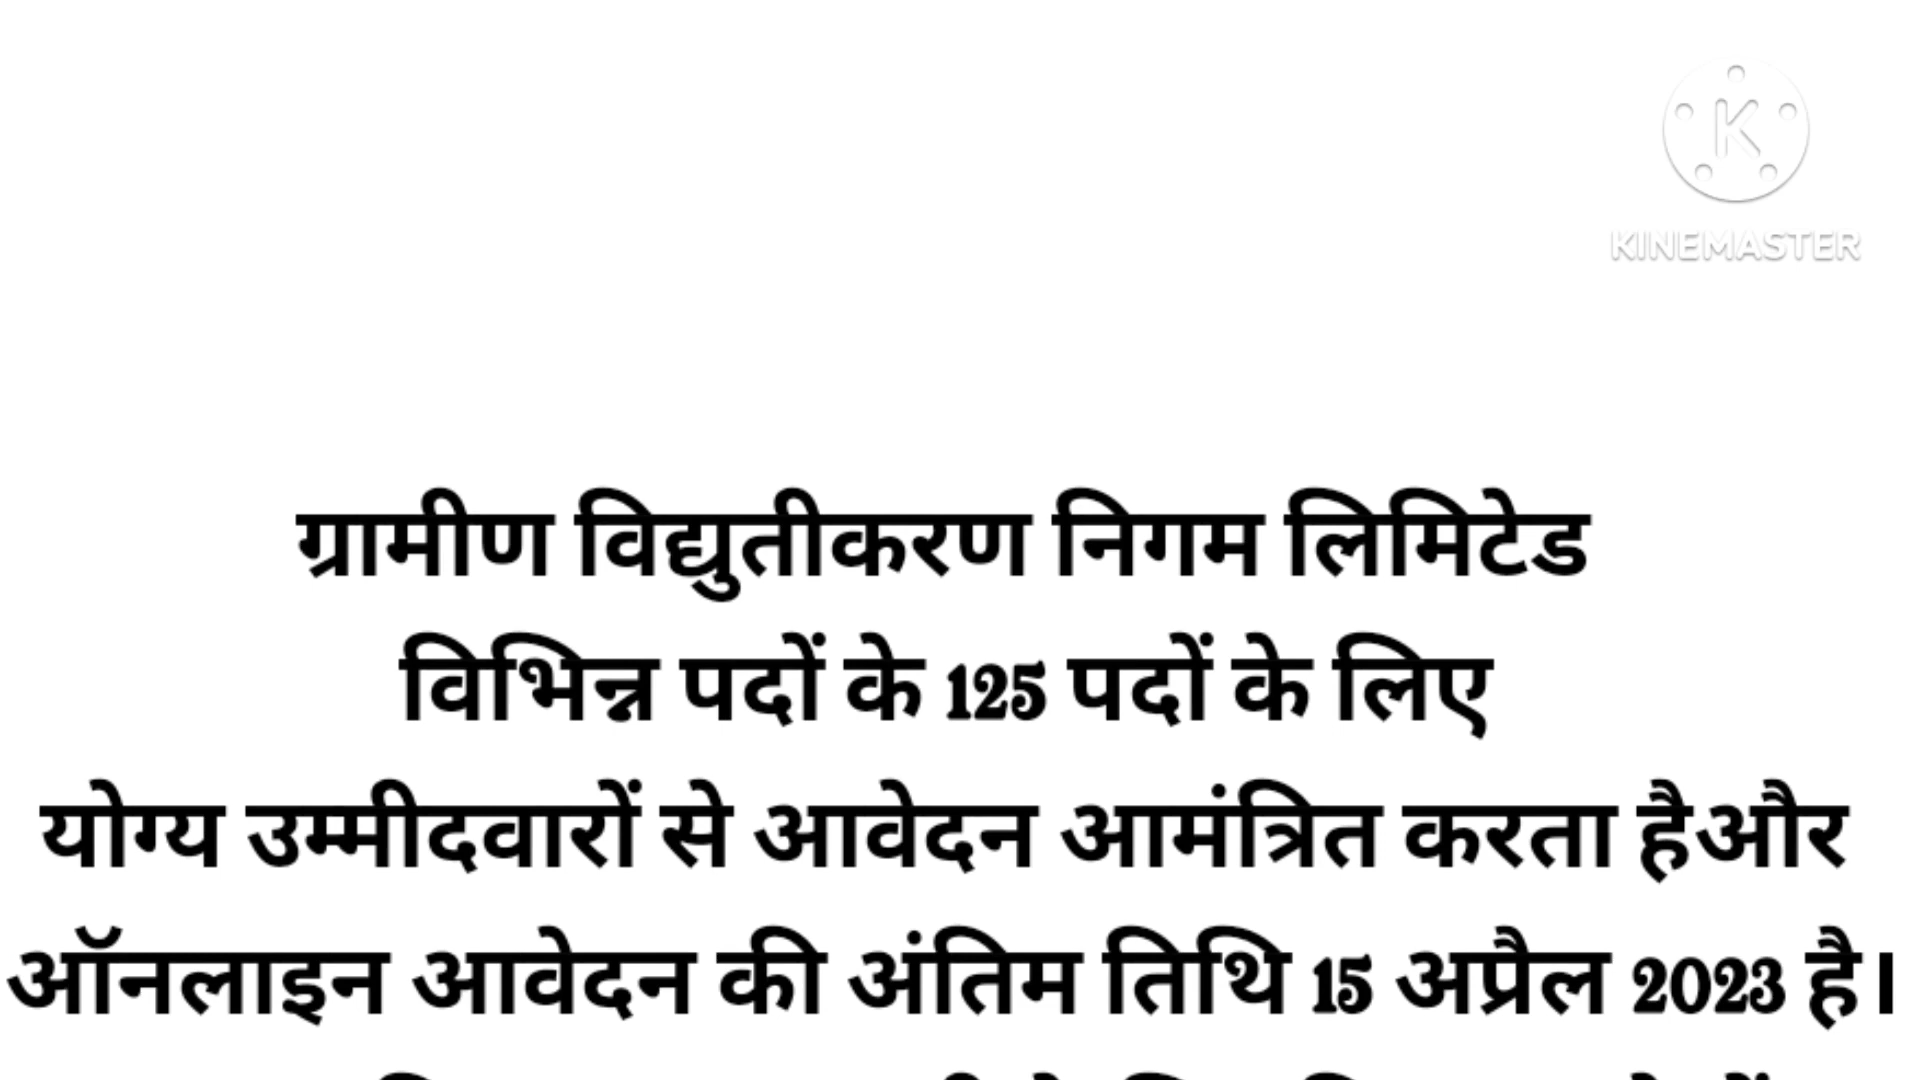 K
KINEMASTER
ग्रामीण विद्युतीकरण निगम लिमिटेड
विभिन्न पदों के 125 पदों के लिए
योग्य उम्मीदवारों से आवेदन आमंत्रित करता हैऔर
ऑनलाइन आवेदन की अंतिम तिथि 15 अप्रैल 2023 है।